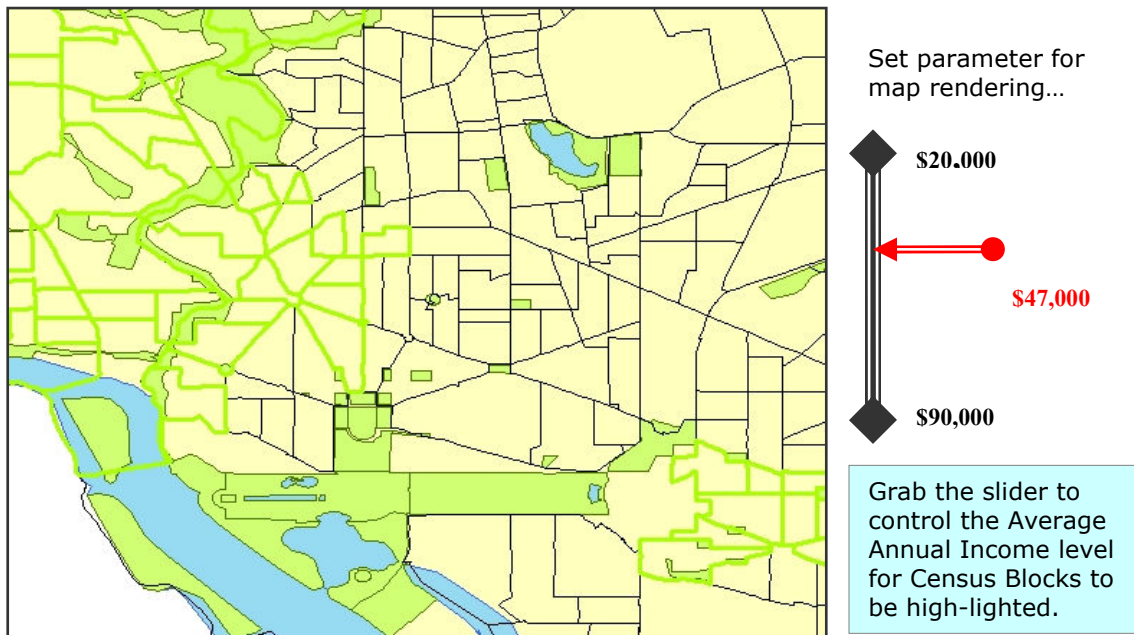 Set parameter for
map rendering…
$20.000
$47,000
$90,000
Grab the slider to
control the Average
Annual Income level
for Census Blocks to
be high-lighted.